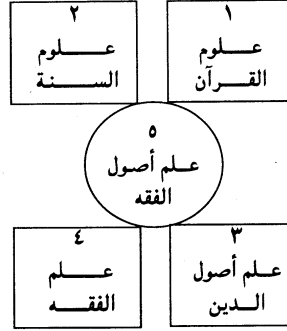 ١
علوم
القرآن
٢
علوم
السنة
٥
علم أصول
الفقه
٣
علم أصول
الدين
٤
علم
الفقه